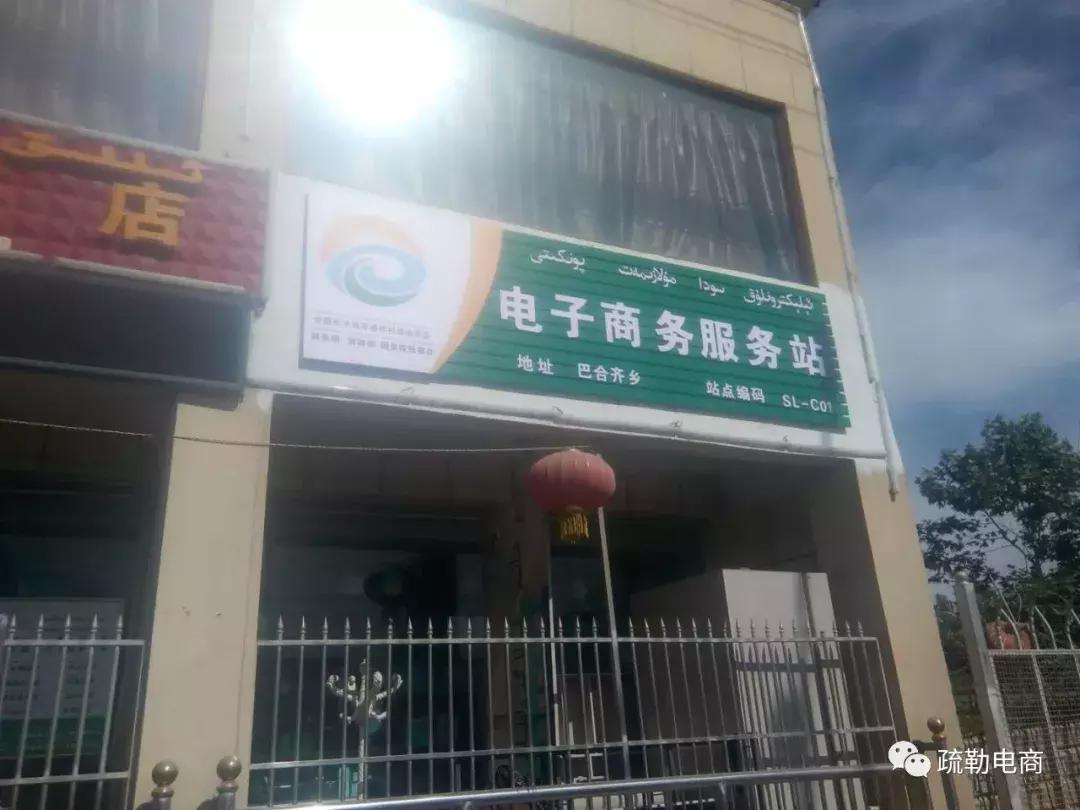 店
ئېلېكترونلۇق سودا مۇلازىمەت پونكىتى
电子商务服务站
地址 巴合齐乡 站点编码 SL-C01
疏勒电商